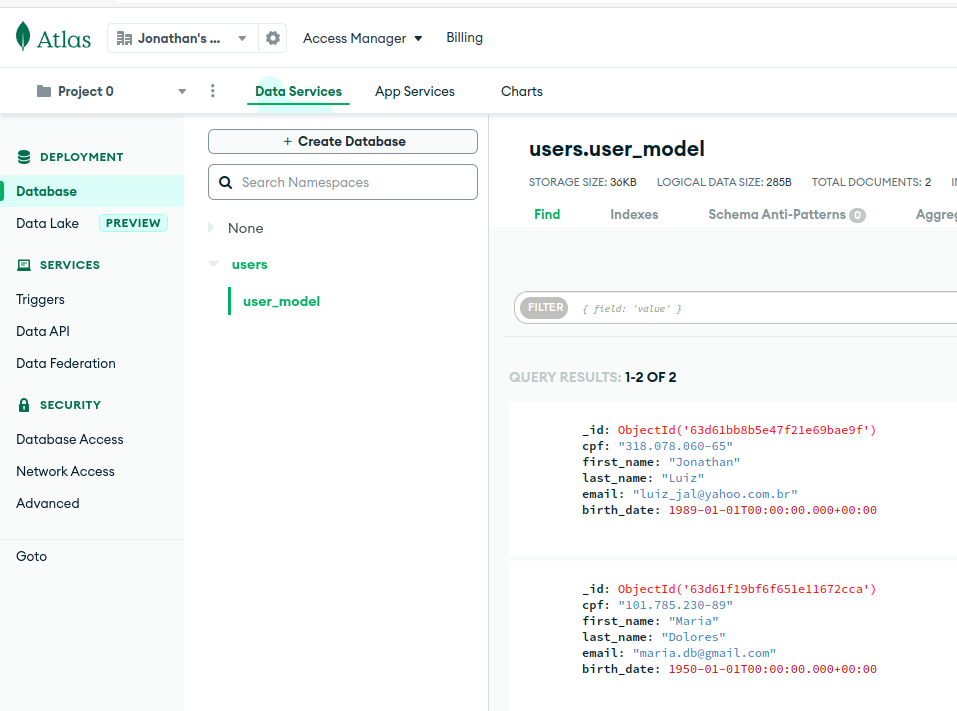 Atlas
Jonathan's ...
Access Manager
Billing
Project 0
Data Services
App Services
Charts
DEPLOYMENT
Database
Data Lake PREVIEW
SERVICES
Triggers
Data API
Data Federation
SECURITY
Database Access
Network Access
Advanced
Goto
+ Create Database
Search Namespaces
None
users
user_model
users.user_model
STORAGE SIZE: 36KB LOGICAL DATA SIZE: 285B TOTAL DOCUMENTS: 2 IN
Find Indexes Schema Anti-Patterns 0 Aggreg
FILTER { field: 'value' }
QUERY RESULTS: 1-2 OF 2
_id: ObjectId('63d61bb8b5e47f21e69bae9f')
cpf: "318.078.060-65"
first_name: "Jonathan"
last_name: "Luiz"
email: "luiz_jal@yahoo.com.br"
birth_date: 1989-01-01T00:00:00.000+00:00
_id: ObjectId('63d61f19bf6f651e11672cca')
cpf: "101.785.230-89"
first_name: "Maria"
last_name: "Dolores"
email: "maria.db@gmail.com"
birth_date: 1950-01-01T00:00:00.000+00:00